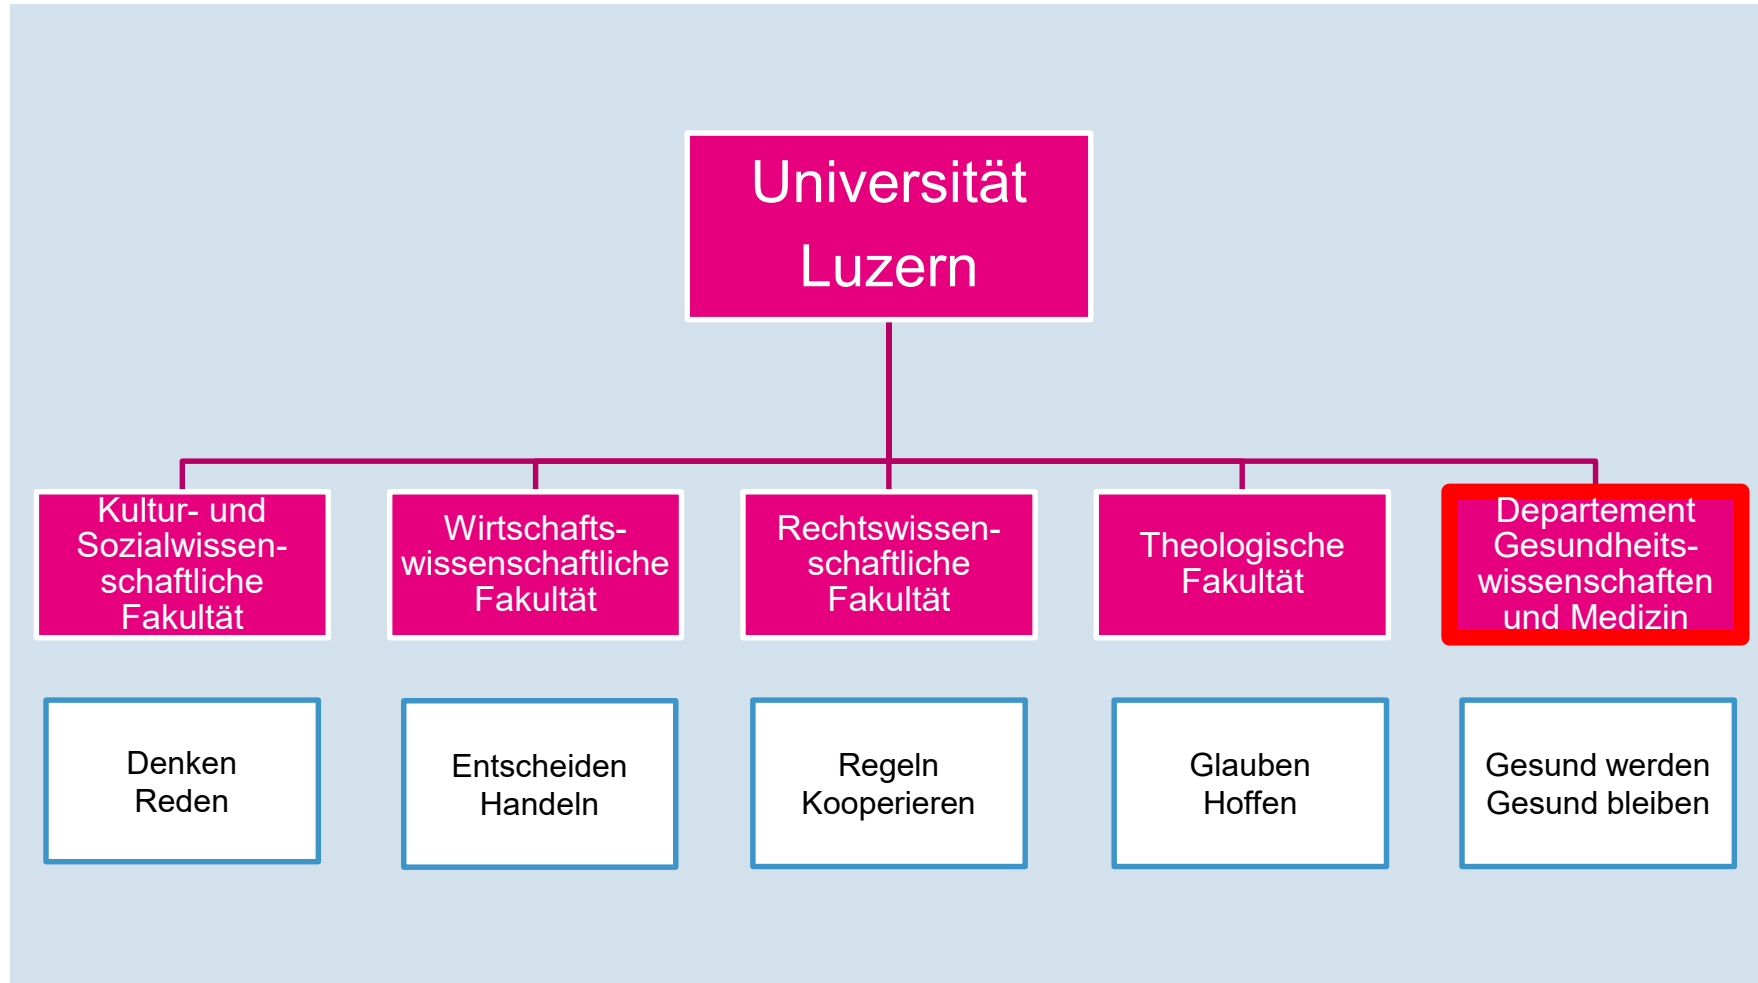 Universität
Luzern
Kultur- und
Sozialwissen-
schaftliche
Fakultät
Wirtschafts-
wissenschaftliche
Fakultät
Rechtswissen-
schaftliche
Fakultät
Theologische
Fakultät
Departement
Gesundheits-
wissenschaften
und Medizin
Denken
Reden
Entscheiden
Handeln
Regeln
Kooperieren
Glauben
Hoffen
Gesund werden
Gesund bleiben